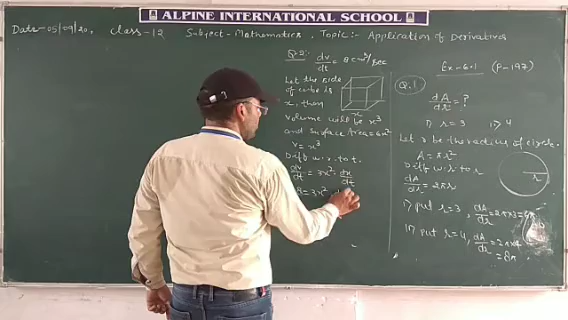 ALPINE INTERNATIONAL SCHOOL
Date-05/09/20, Class-12 Subject-Mathematics, Topic:- Application of Derivatives
Q.2: dv/dt = 8 cm³/sec
Let the side
of cube is
x, then
volume will be x³
and surface Area = 6x²
v = x³
Diff w.r. to t.
dv/dt = 3x². dx/dt
8 = 3x².
x
Ex-6.1 (P-197)
Q.1
dA/dr = ?
i) r = 3, ii) 4
Let r be the radius of circle.
A = πr²
Diff w.r. to r
dA/dr = 2πr
r
i) put r = 3, dA/dr = 2π×3 = 6π
ii) put r = 4, dA/dr = 2π×4
= 8π